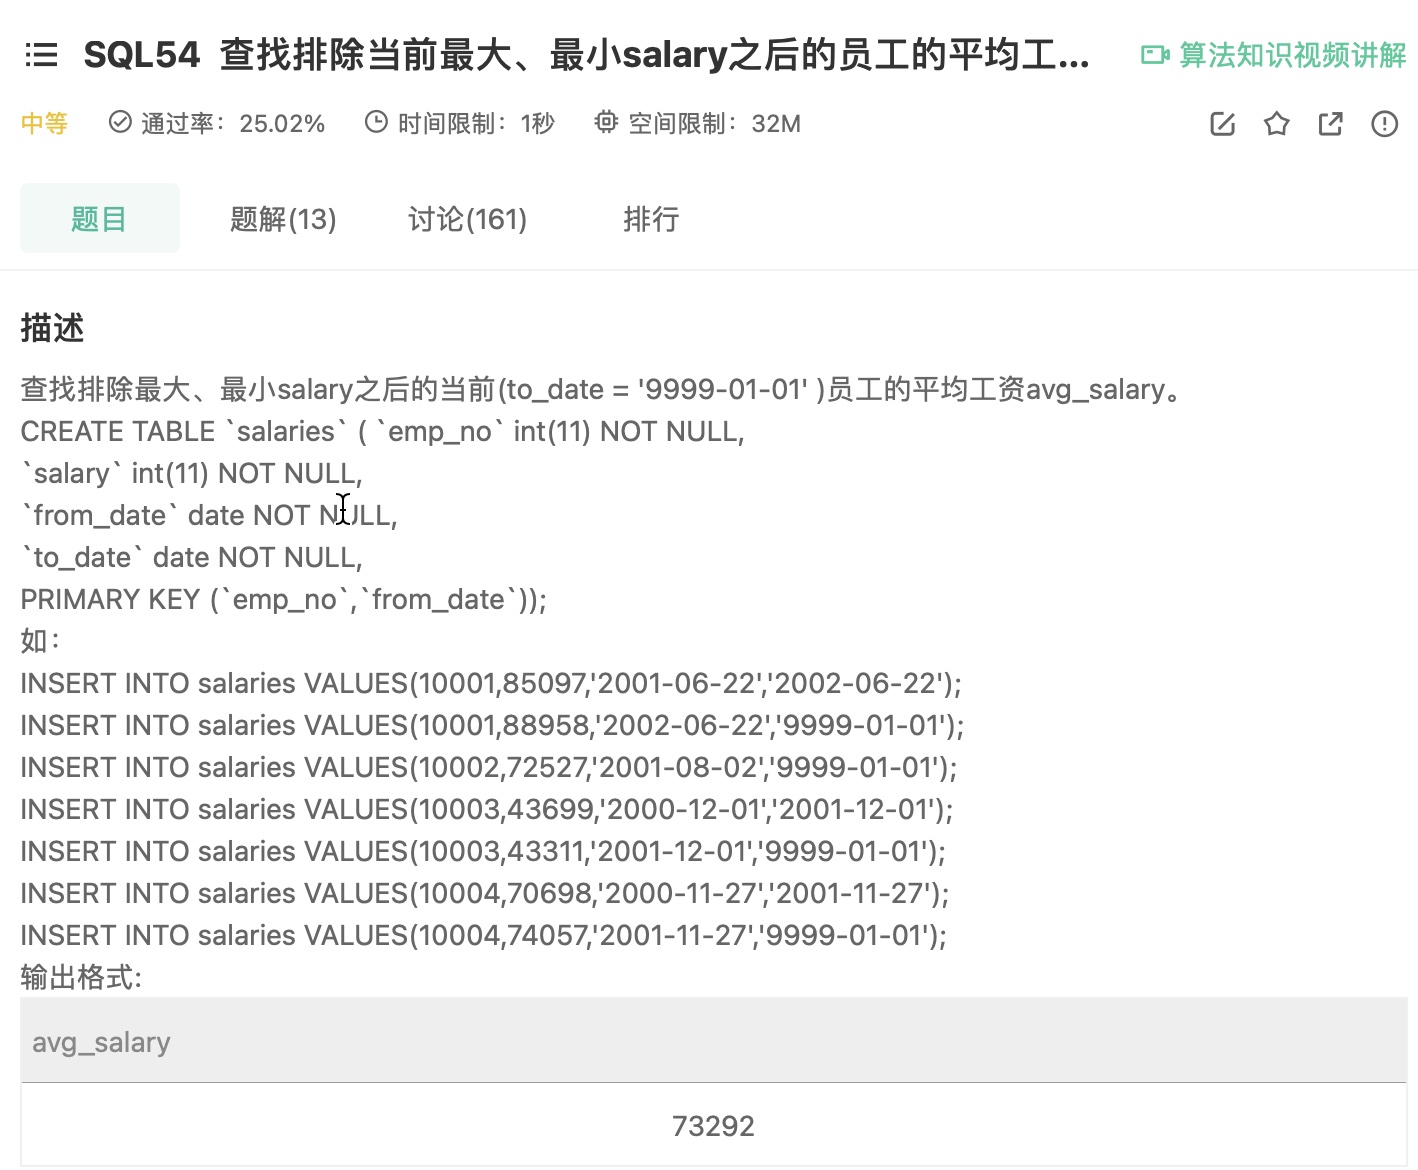 SQL54 查找排除当前最大、最小salary之后的员工的平均工... 算法知识视频讲解
中等 通过率：25.02% 时间限制：1秒 空间限制：32M
题目 题解(13) 讨论(161) 排行
描述
查找排除最大、最小salary之后的当前(to_date = '9999-01-01' )员工的平均工资avg_salary。
CREATE TABLE `salaries` ( `emp_no` int(11) NOT NULL,
`salary` int(11) NOT NULL,
`from_date` date NOT NULL,
`to_date` date NOT NULL,
PRIMARY KEY (`emp_no`,`from_date`));
如：
INSERT INTO salaries VALUES(10001,85097,'2001-06-22','2002-06-22');
INSERT INTO salaries VALUES(10001,88958,'2002-06-22','9999-01-01');
INSERT INTO salaries VALUES(10002,72527,'2001-08-02','9999-01-01');
INSERT INTO salaries VALUES(10003,43699,'2000-12-01','2001-12-01');
INSERT INTO salaries VALUES(10003,43311,'2001-12-01','9999-01-01');
INSERT INTO salaries VALUES(10004,70698,'2000-11-27','2001-11-27');
INSERT INTO salaries VALUES(10004,74057,'2001-11-27','9999-01-01');
输出格式:
avg_salary
73292